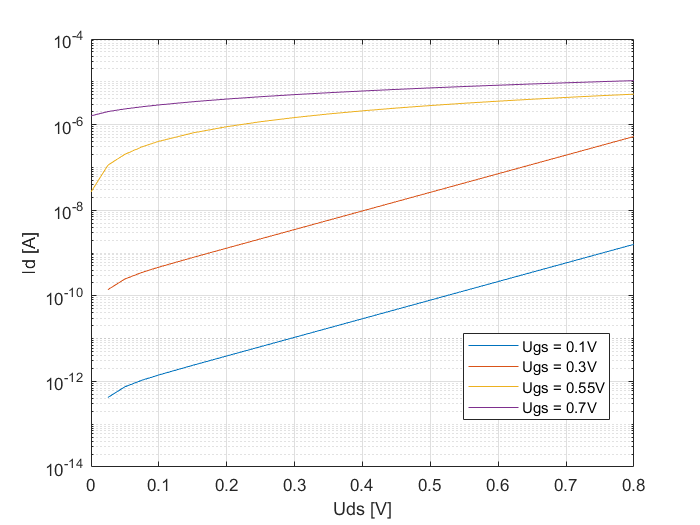 10-4
10-6
10-8
10-10
10-12
10-14
Id [A]
0 0.1 0.2 0.3 0.4 0.5 0.6 0.7 0.8
Uds [V]
Ugs = 0.1V
Ugs = 0.3V
Ugs = 0.55V
Ugs = 0.7V